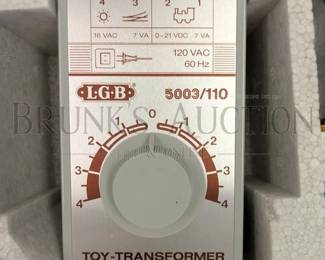 4 3 2 1
16 VAC 7 VA 0-21 VDC 7 VA
120 VAC
60 Hz
L·G·B 5003/110
BRUNK'S AUCTION
0
1 1
2 2
3 3
4 4
TOY-TRANSFORMER